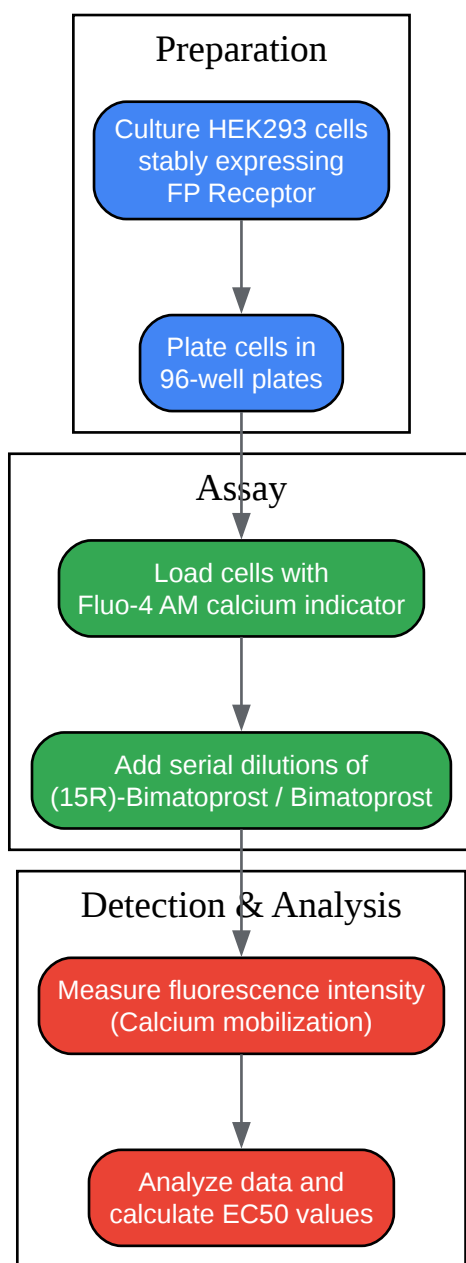 Preparation
Culture HEK293 cells
stably expressing
FP Receptor
Plate cells in
96-well plates
Assay
Load cells with
Fluo-4 AM calcium indicator
Add serial dilutions of
(15R)-Bimatoprost / Bimatoprost
Detection & Analysis
Measure fluorescence intensity
(Calcium mobilization)
Analyze data and
calculate EC50 values